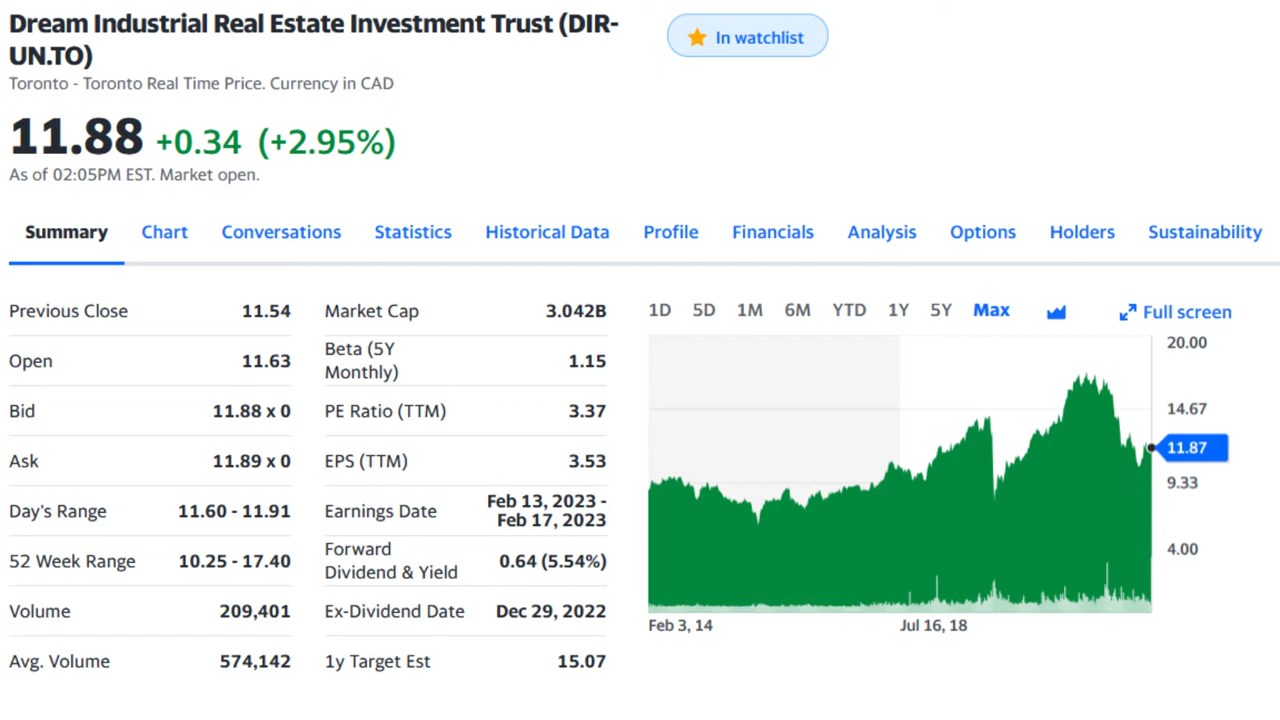 Dream Industrial Real Estate Investment Trust (DIR-
UN.TO)
In watchlist
Toronto - Toronto Real Time Price. Currency in CAD
11.88 +0.34 (+2.95%)
As of 02:05PM EST. Market open.
Summary Chart Conversations Statistics Historical Data Profile Financials Analysis Options Holders Sustainability
Previous Close 11.54
Open 11.63
Bid 11.88 x 0
Ask 11.89 x 0
Day's Range 11.60 - 11.91
52 Week Range 10.25 - 17.40
Volume 209,401
Avg. Volume 574,142
Market Cap 3.042B
Beta (5Y
Monthly) 1.15
PE Ratio (TTM) 3.37
EPS (TTM) 3.53
Earnings Date Feb 13, 2023 -
Feb 17, 2023
Forward
Dividend & Yield 0.64 (5.54%)
Ex-Dividend Date Dec 29, 2022
1y Target Est 15.07
1D 5D 1M 6M YTD 1Y 5Y Max Full screen
20.00
14.67
11.87
9.33
4.00
Feb 3, 14 Jul 16, 18